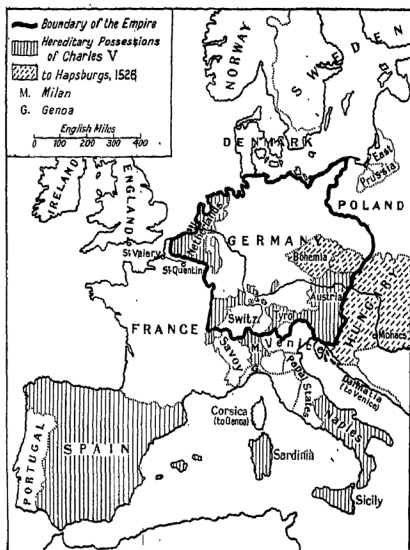 Boundary of the Empire
Hereditary Possessions
of Charles V
to Hapsburgs, 1526
M. Milan
G. Genoa
English Miles
0 100 200 300 400
NORWAY
SWEDEN
DENMARK
East
Prussia
IRELAND
ENGLAND
POLAND
Netherlands
GERMANY
St Valery
St Quentin
Bohemia
Austria
HUNG
Mohacs
FRANCE
Switz.
Tyrol
Savoy
M
Venice
G
Papal
States
Dalmatia
(to Venice)
Corsica
(to Genoa)
Naples
PORTUGAL
SPAIN
Sardinia
Sicily